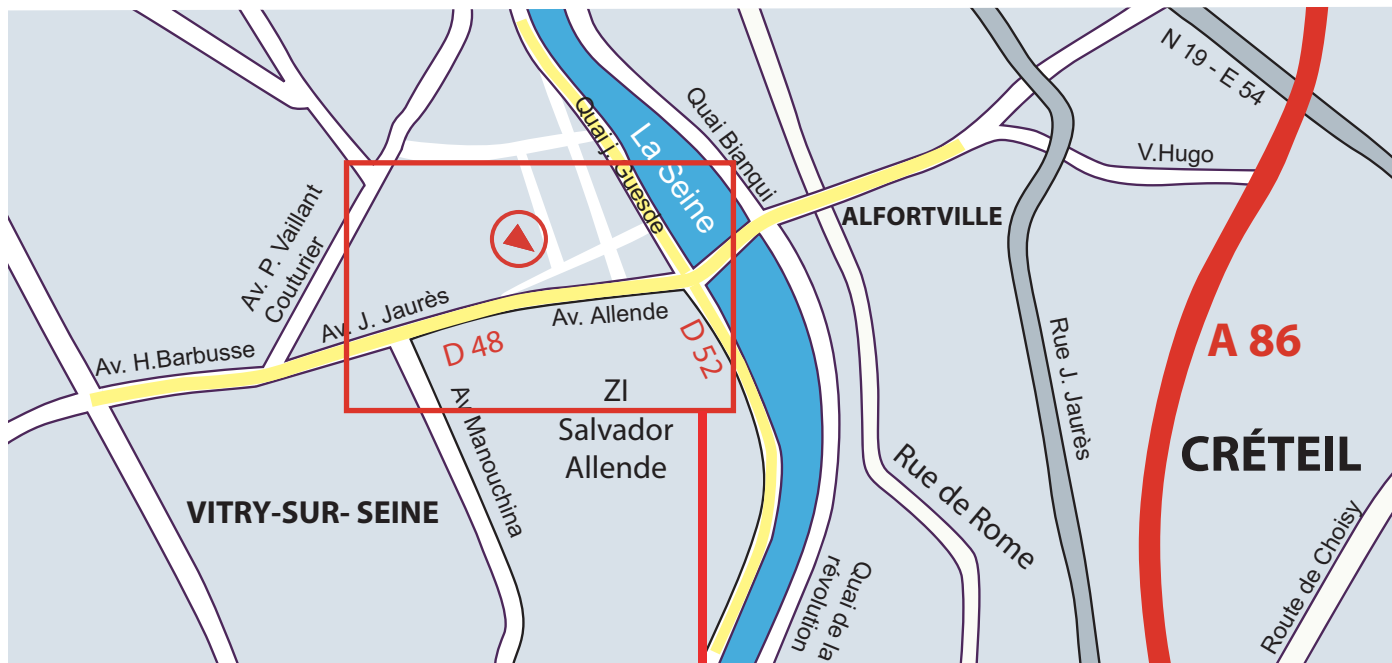 N 19 - E 54
Quai j. Guesde
La Seine
Quai Bianqui
V.Hugo
ALFORTVILLE
Av. P. Vaillant
Couturier
Av. J. Jaurès
Av. Allende
D 48
D 52
Av. H.Barbusse
A 86
Rue J. Jaurès
ZI
Salvador
Allende
Av Manouchina
CRÉTEIL
VITRY-SUR- SEINE
Rue de Rome
Quai de la
révolution
Route de Choisy